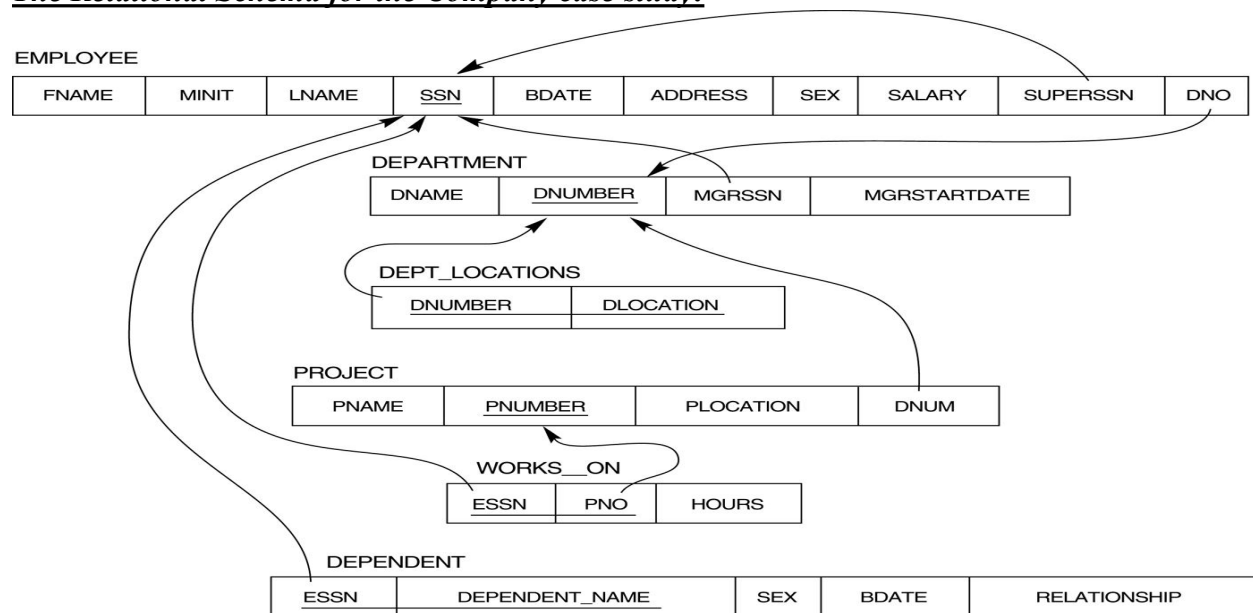 The Relational Schema for the Company case study:
EMPLOYEE
FNAME MINIT LNAME SSN BDATE ADDRESS SEX SALARY SUPERSSN DNO
DEPARTMENT
DNAME DNUMBER MGRSSN MGRSTARTDATE
DEPT_LOCATIONS
DNUMBER DLOCATION
PROJECT
PNAME PNUMBER PLOCATION DNUM
WORKS__ON
ESSN PNO HOURS
DEPENDENT
ESSN DEPENDENT_NAME SEX BDATE RELATIONSHIP